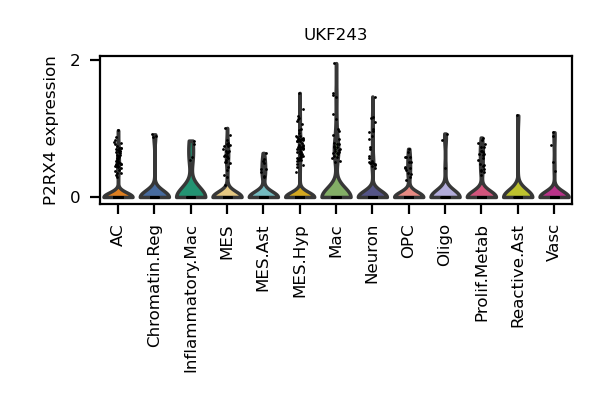 UKF243
P2RX4 expression
2
0
AC
Chromatin.Reg
Inflammatory.Mac
MES
MES.Ast
MES.Hyp
Mac
Neuron
OPC
Oligo
Prolif.Metab
Reactive.Ast
Vasc